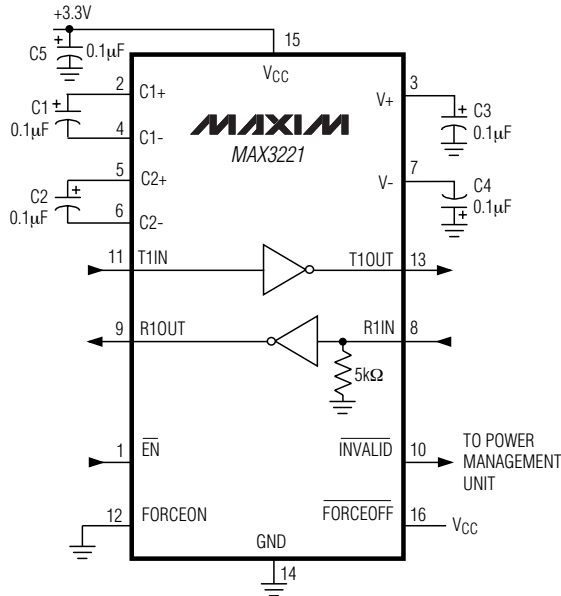 +3.3V
C5
+
0.1μF
15
VCC
2
C1+
C1
+
0.1μF
4
C1-
5
C2+
C2
+
0.1μF
6
C2-
MAXIM
MAX3221
3
V+
+
C3
0.1μF
7
V-
C4
+
0.1μF
11
T1IN
T1OUT
13
9
R1OUT
R1IN
8
5kΩ
1
EN
INVALID
10
TO POWER
MANAGEMENT
UNIT
12
FORCEON
FORCEOFF
16
VCC
GND
14